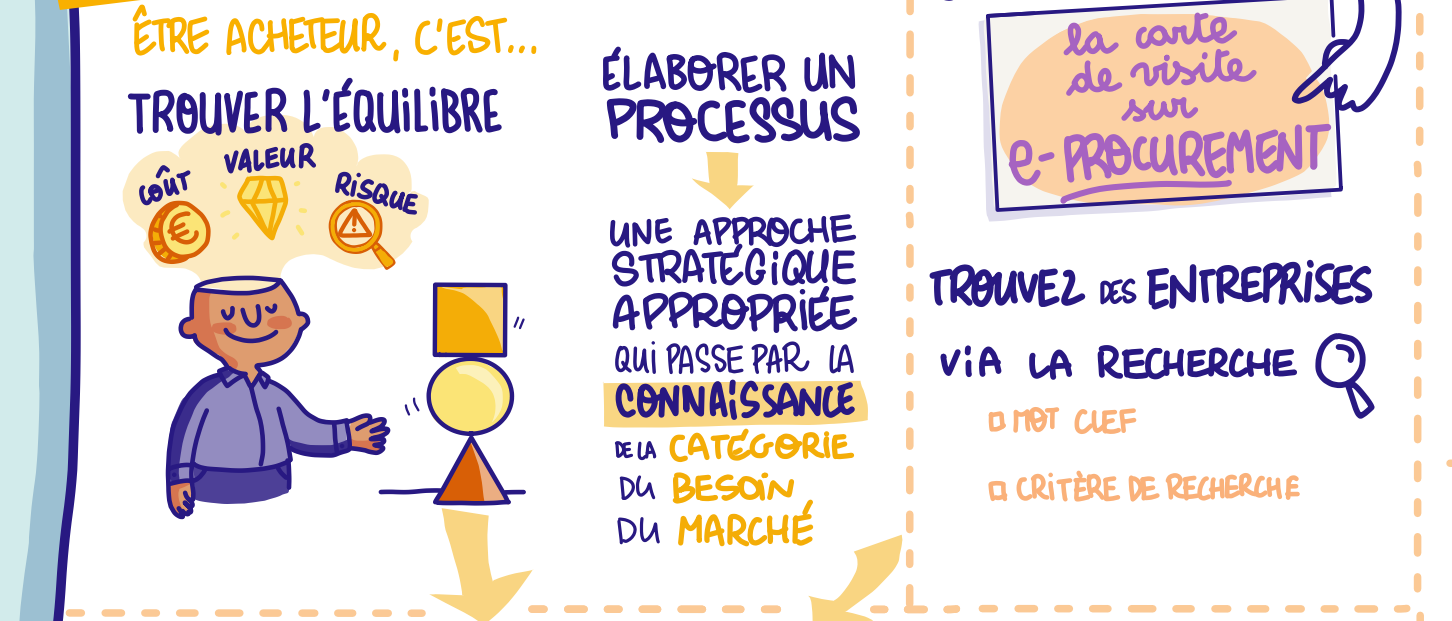 ÊTRE ACHETEUR, C'EST...
TROUVER L'ÉQUILIBRE
COÛT
VALEUR
RISQUE
€
!
ÉLABORER UN
PROCESSUS
UNE APPROCHE
STRATÉGIQUE
APPROPRIÉE
QUI PASSE PAR LA
CONNAISSANCE
DE LA CATÉGORIE
DU BESOIN
DU MARCHÉ
la carte
de visite
sur
e-PROCUREMENT
TROUVEZ DES ENTREPRISES
VIA LA RECHERCHE
MOT CLEF
CRITÈRE DE RECHERCHE